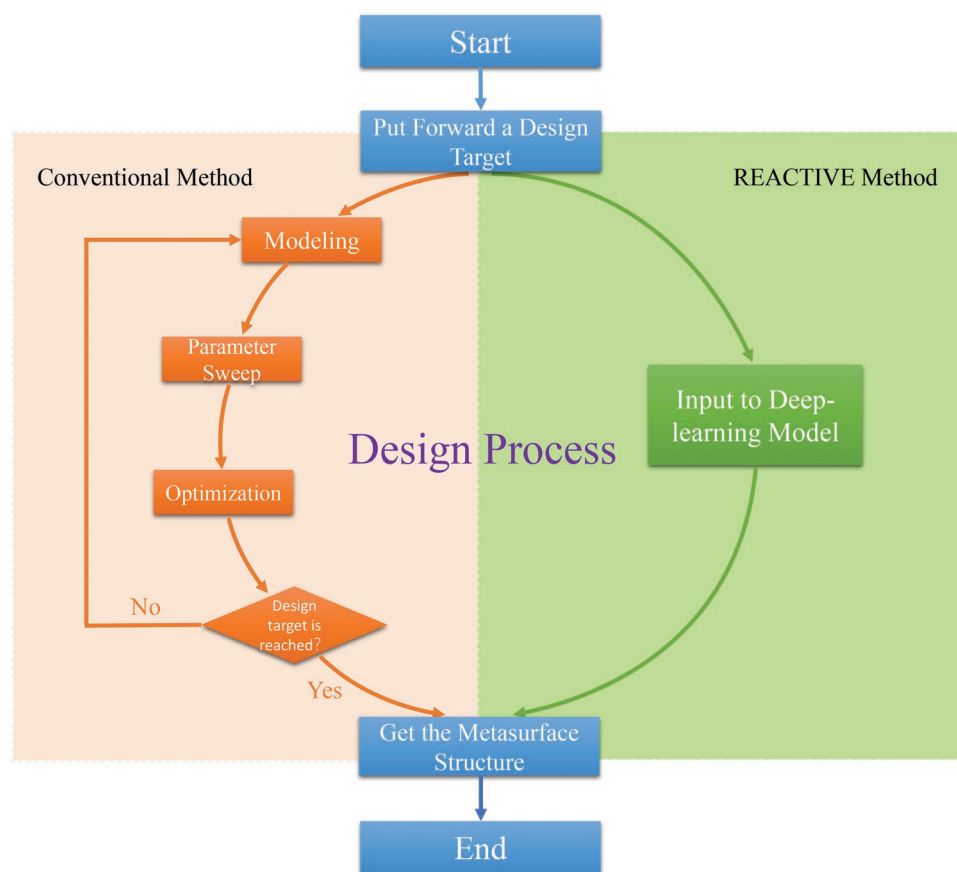 Start
Put Forward a Design
Target
Conventional Method
REACTIVE Method
Modeling
Parameter
Sweep
Input to Deep-
learning Model
Design Process
Optimization
No
Design
target is
reached?
Yes
Get the Metasurface
Structure
End